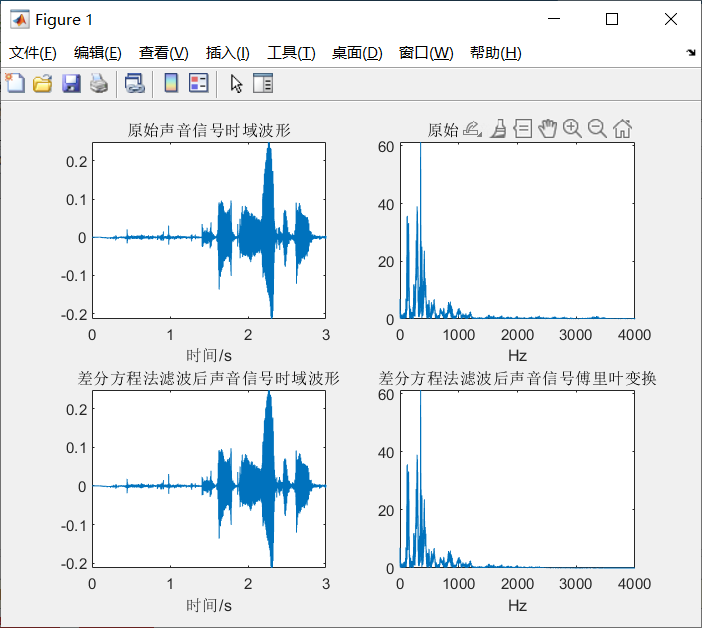 Figure 1
文件(F) 编辑(E) 查看(V) 插入(I) 工具(T) 桌面(D) 窗口(W) 帮助(H)
原始声音信号时域波形
0.2
0.1
0
-0.1
-0.2
0 1 2 3
时间/s
原始
60
40
20
0
0 1000 2000 3000 4000
Hz
差分方程法滤波后声音信号时域波形
0.2
0.1
0
-0.1
-0.2
0 1 2 3
时间/s
差分方程法滤波后声音信号傅里叶变换
60
40
20
0
0 1000 2000 3000 4000
Hz